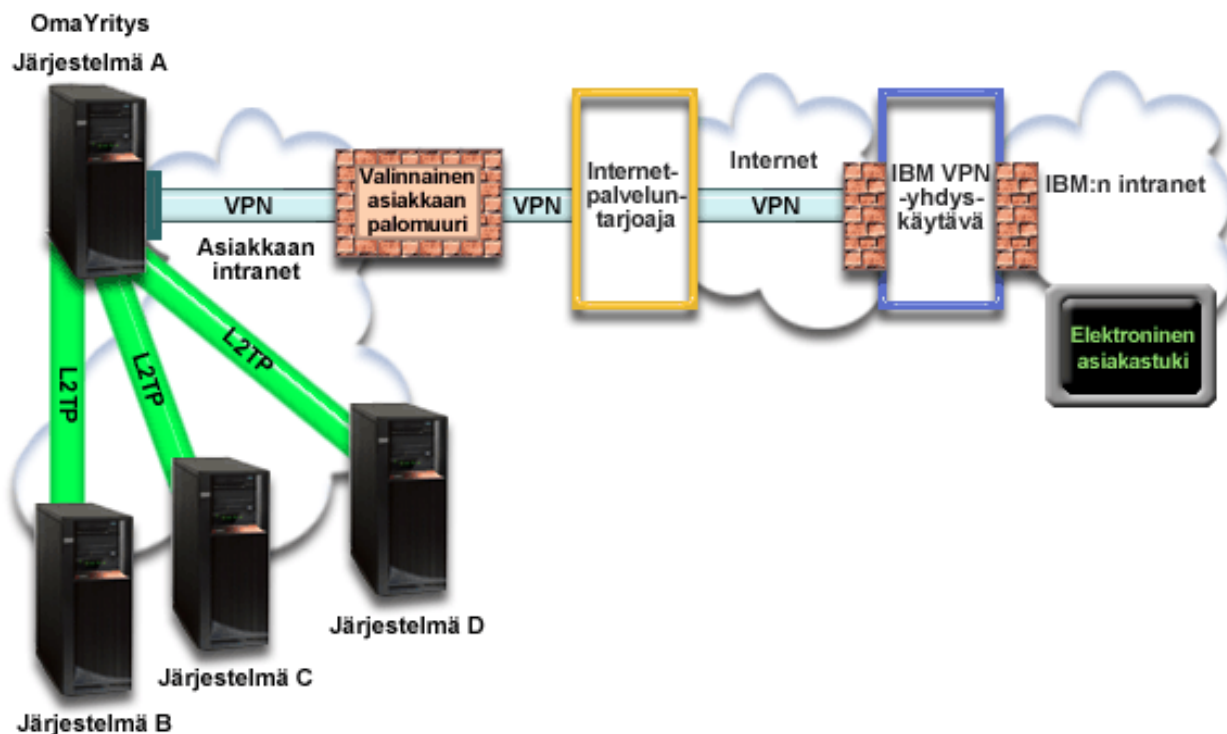 OmaYritys
Järjestelmä A
VPN
Asiakkaan
intranet
Valinnainen
asiakkaan
palomuuri
VPN
Internet-
palvelun-
tarjoaja
Internet
VPN
IBM VPN
-yhdys-
käytävä
IBM:n intranet
Elektroninen
asiakastuki
L2TP
L2TP
L2TP
Järjestelmä D
Järjestelmä C
Järjestelmä B